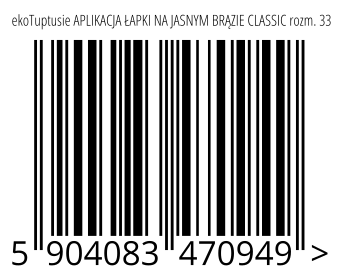 ekoTuptusie APLIKACJA ŁAPKI NA JASNYM BRĄZIE CLASSIC rozm. 33
5 904083 470949 >